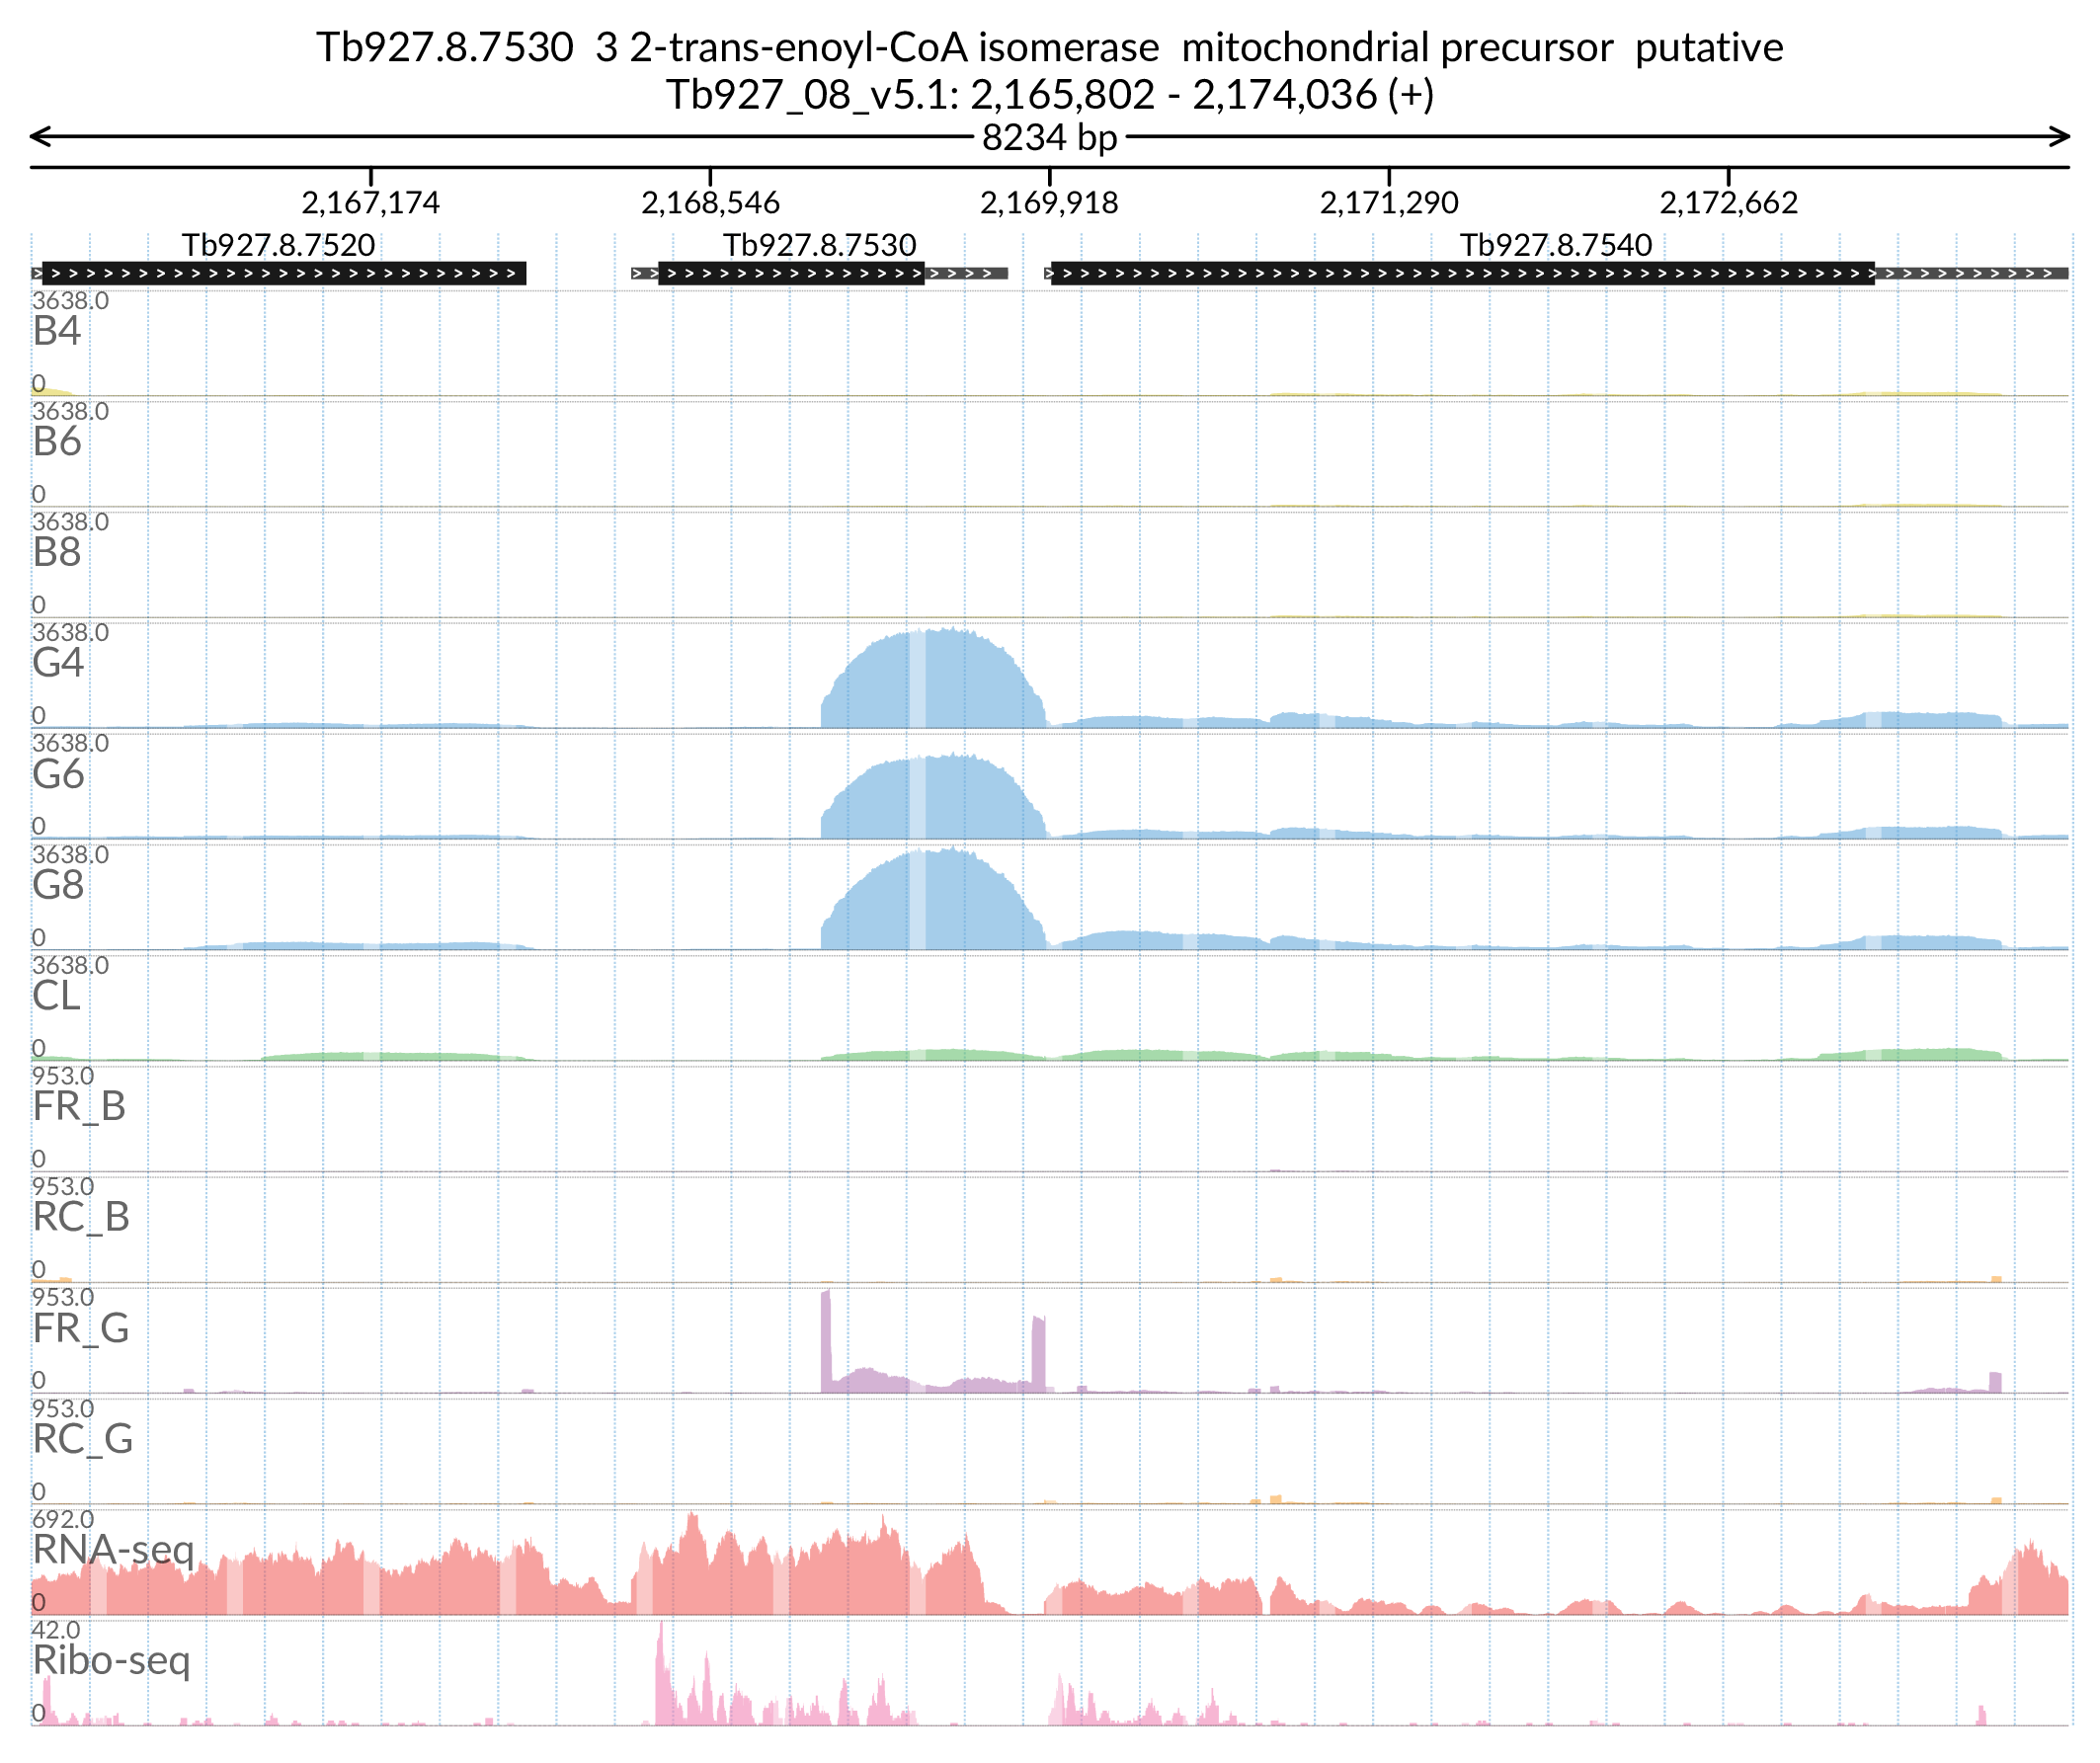 Tb927.8.7530  3 2-trans-enoyl-CoA isomerase  mitochondrial precursor  putative
Tb927_08_v5.1: 2,165,802 - 2,174,036 (+)
8234 bp
2,167,174 2,168,546 2,169,918 2,171,290 2,172,662
Tb927.8.7520 Tb927.8.7530 Tb927.8.7540
3638.0
B4
0
3638.0
B6
0
3638.0
B8
0
3638.0
G4
0
3638.0
G6
0
3638.0
G8
0
3638.0
CL
0
953.0
FR_B
0
953.0
RC_B
0
953.0
FR_G
0
953.0
RC_G
0
692.0
RNA-seq
0
42.0
Ribo-seq
0